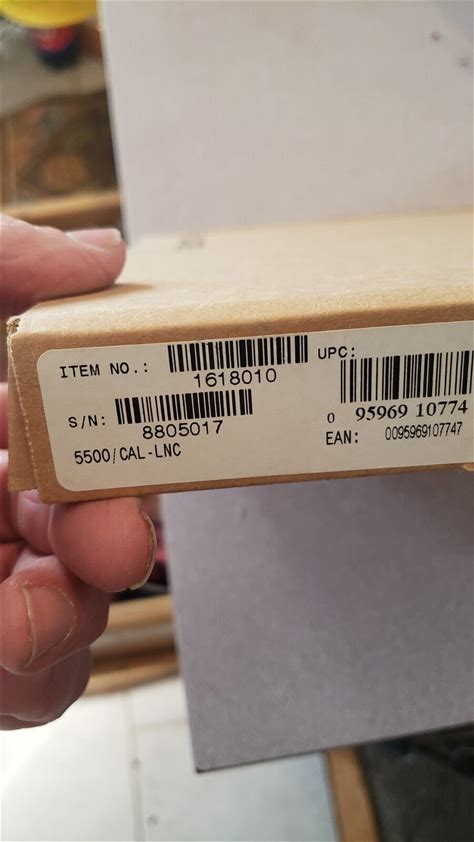 ITEM NO.:
1618010
UPC:
0 95969 10774
S/N:
8805017
EAN: 0095969107747
5500/CAL-LNC